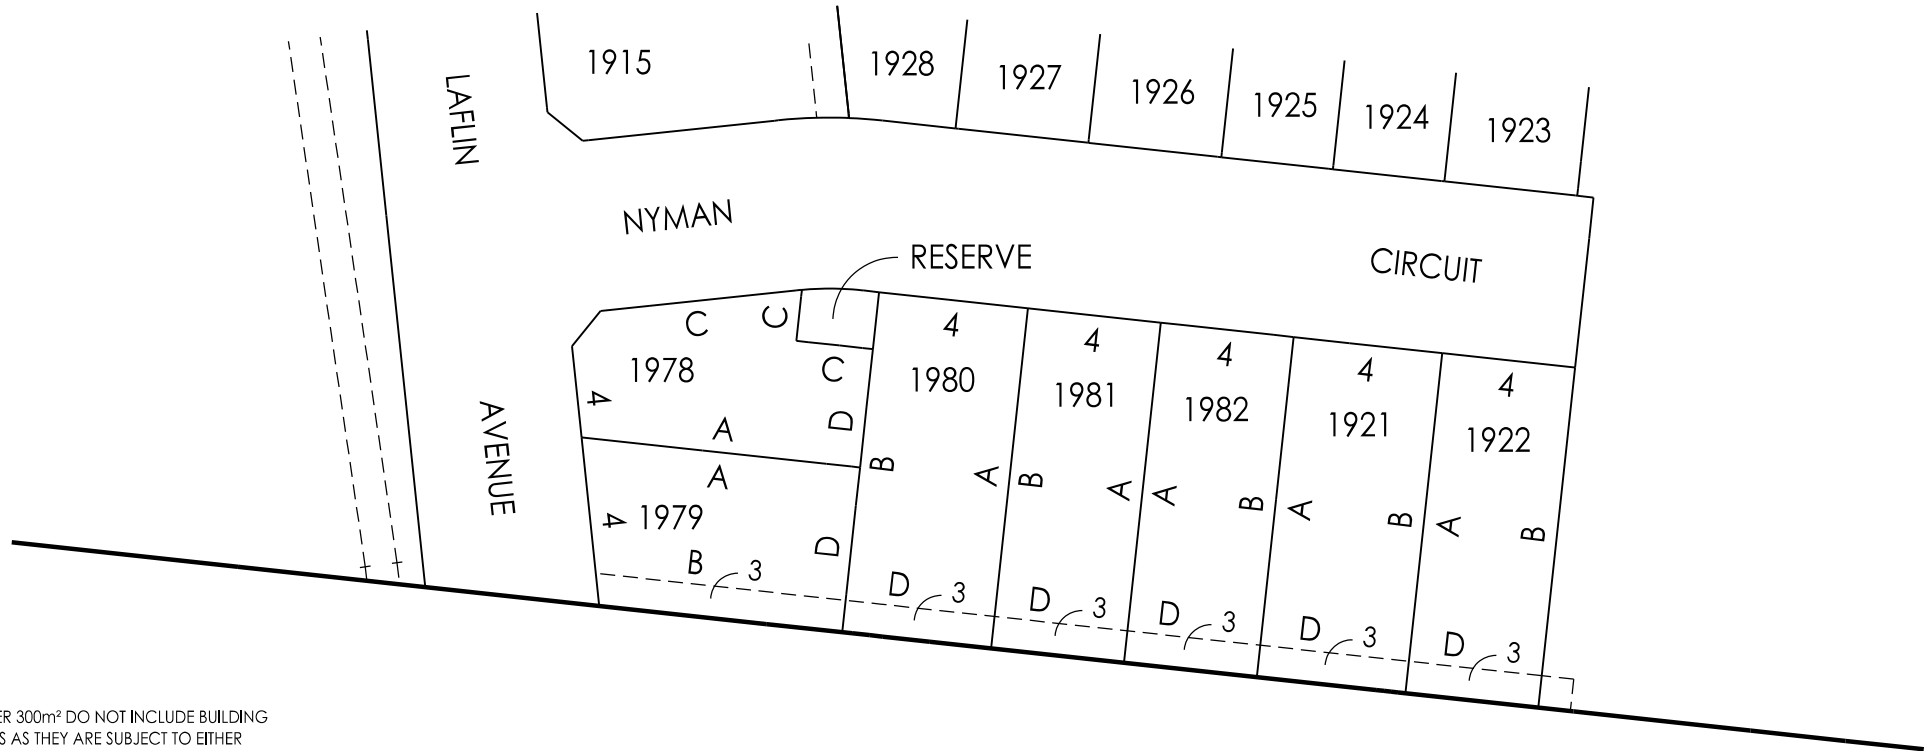 1915
1928
1927
1926
1925
1924
1923
LAFLIN
NYMAN
RESERVE
CIRCUIT
C
C
4
4
4
4
4
1978
C
1980
1981
1982
1921
1922
4
A
D
AVENUE
A
B
A
B
A
A
B
A
B
A
B
4
1979
D
B
3
D
3
D
3
D
3
D
3
D
3
ER 300m² DO NOT INCLUDE BUILDING
S AS THEY ARE SUBJECT TO EITHER